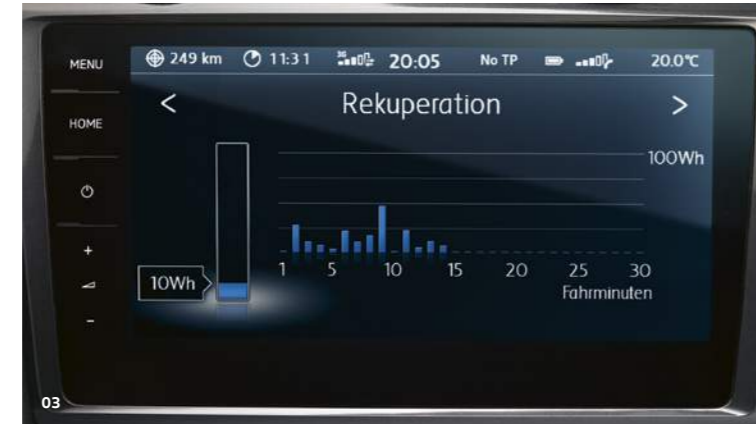 MENU
HOME
+
-
249 km 11:31 3G 20:05 No TP 20.0°C
< Rekuperation >
100Wh
10Wh
1 5 10 15 20 25 30
Fahrminuten
03